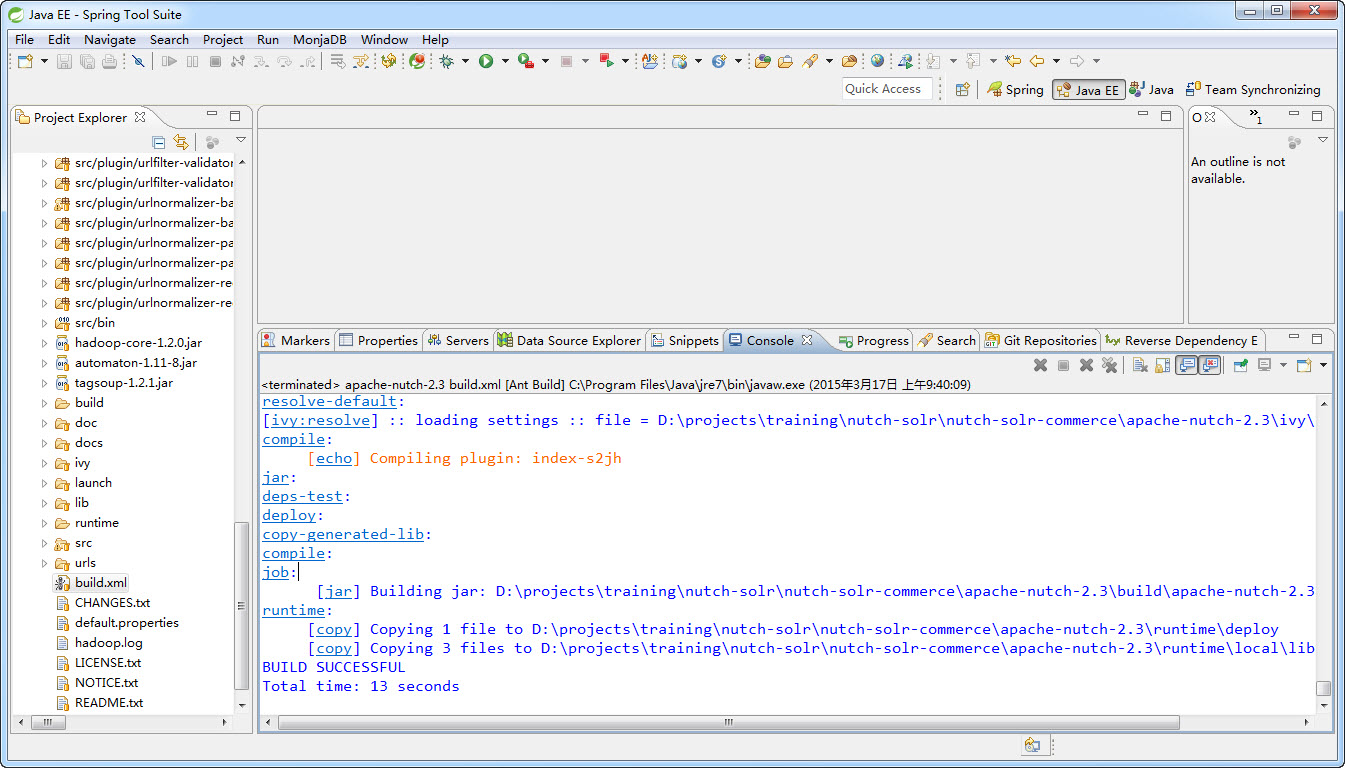 Java EE - Spring Tool Suite
File Edit Navigate Search Project Run MonjaDB Window Help
Quick Access
Spring Java EE Java Team Synchronizing
Project Explorer
src/plugin/urlfilter-validator
src/plugin/urlfilter-validator
src/plugin/urlnormalizer-ba
src/plugin/urlnormalizer-ba
src/plugin/urlnormalizer-pa
src/plugin/urlnormalizer-pa
src/plugin/urlnormalizer-re
src/plugin/urlnormalizer-re
src/bin
hadoop-core-1.2.0.jar
automaton-1.11-8.jar
tagsoup-1.2.1.jar
build
doc
docs
ivy
launch
lib
runtime
src
urls
build.xml
CHANGES.txt
default.properties
hadoop.log
LICENSE.txt
NOTICE.txt
README.txt
O
1
An outline is not
available.
Markers Properties Servers Data Source Explorer Snippets Console Progress Search Git Repositories Reverse Dependency E
<terminated> apache-nutch-2.3 build.xml [Ant Build] C:\Program Files\Java\jre7\bin\javaw.exe (2015年3月17日 上午9:40:09)
resolve-default:
[ivy:resolve] :: loading settings :: file = D:\projects\training\nutch-solr\nutch-solr-commerce\apache-nutch-2.3\ivy\
compile:
[echo] Compiling plugin: index-s2jh
jar:
deps-test:
deploy:
copy-generated-lib:
compile:
job:
[jar] Building jar: D:\projects\training\nutch-solr\nutch-solr-commerce\apache-nutch-2.3\build\apache-nutch-2.3
runtime:
[copy] Copying 1 file to D:\projects\training\nutch-solr\nutch-solr-commerce\apache-nutch-2.3\runtime\deploy
[copy] Copying 3 files to D:\projects\training\nutch-solr\nutch-solr-commerce\apache-nutch-2.3\runtime\local\lib
BUILD SUCCESSFUL
Total time: 13 seconds